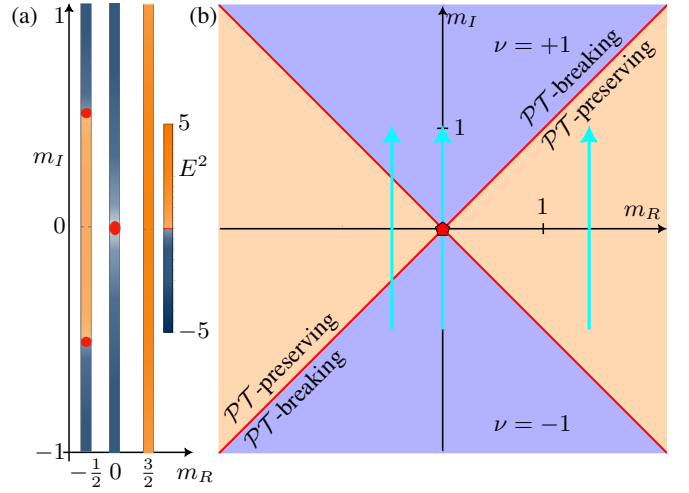 (a)
1
m_I
0
−1
−1/2 0 3/2
m_R
5
E²
−5
(b)
m_I
ν = +1
𝒫𝒯-breaking
𝒫𝒯-preserving
1
1
m_R
𝒫𝒯-preserving
𝒫𝒯-breaking
ν = −1